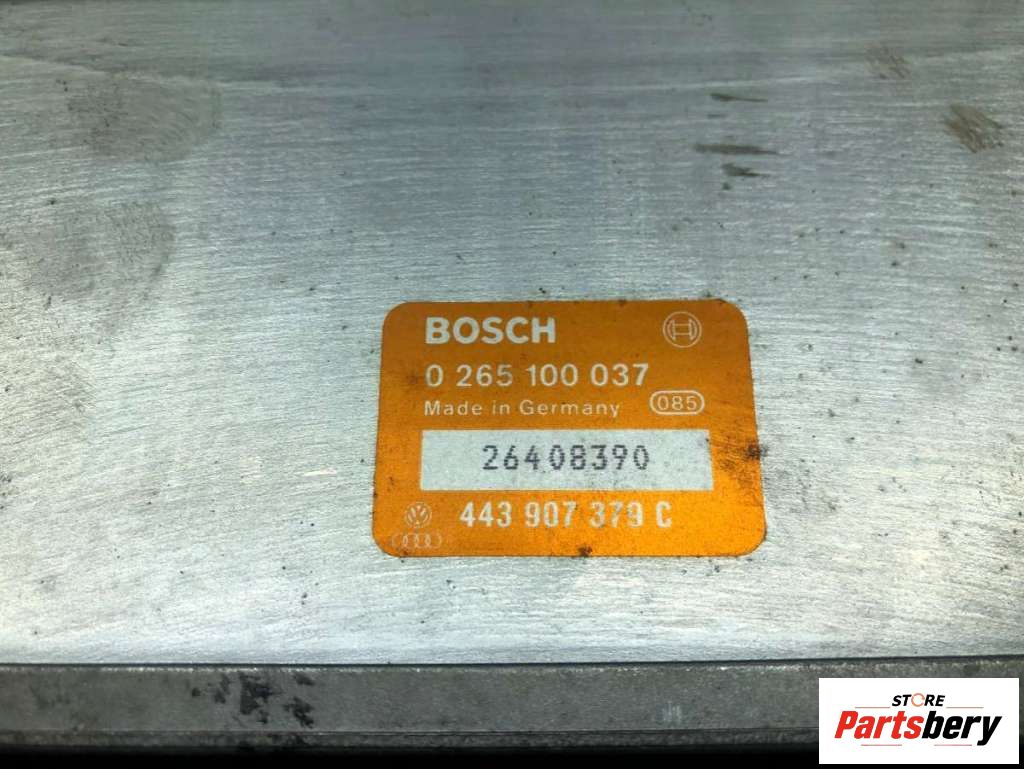 BOSCH
0 265 100 037
Made in Germany 085
26408390
443 907 379 C
STORE
Partsbery